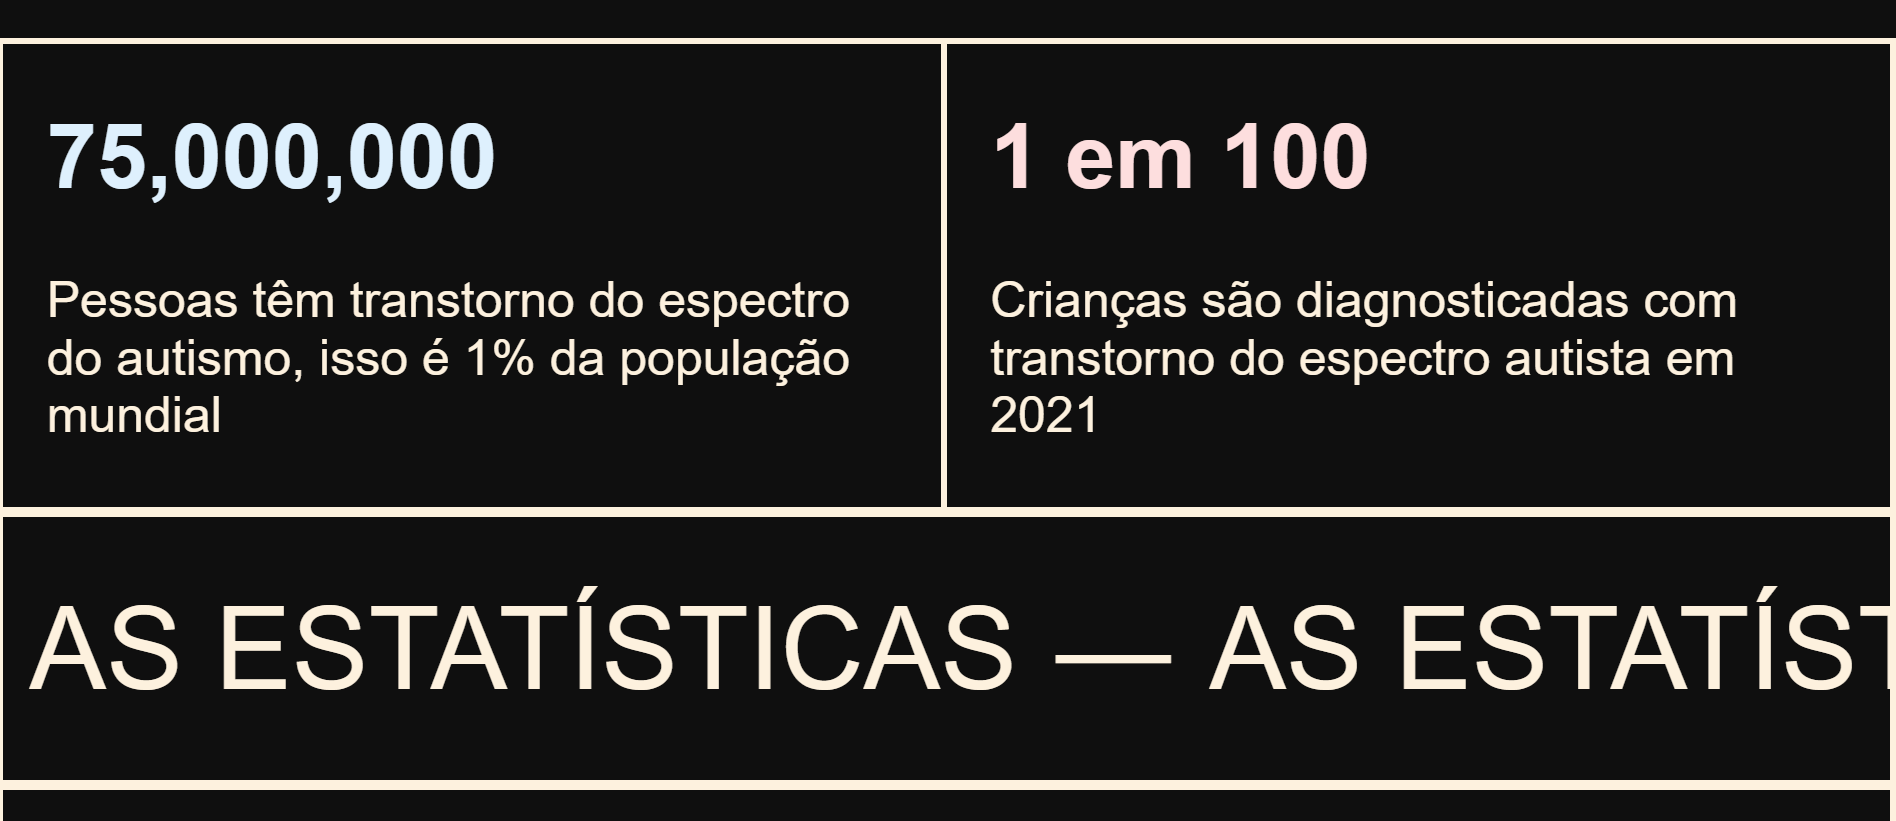 75,000,000
Pessoas têm transtorno do espectro
do autismo, isso é 1% da população
mundial
1 em 100
Crianças são diagnosticadas com
transtorno do espectro autista em
2021
AS ESTATÍSTICAS — AS ESTATÍST